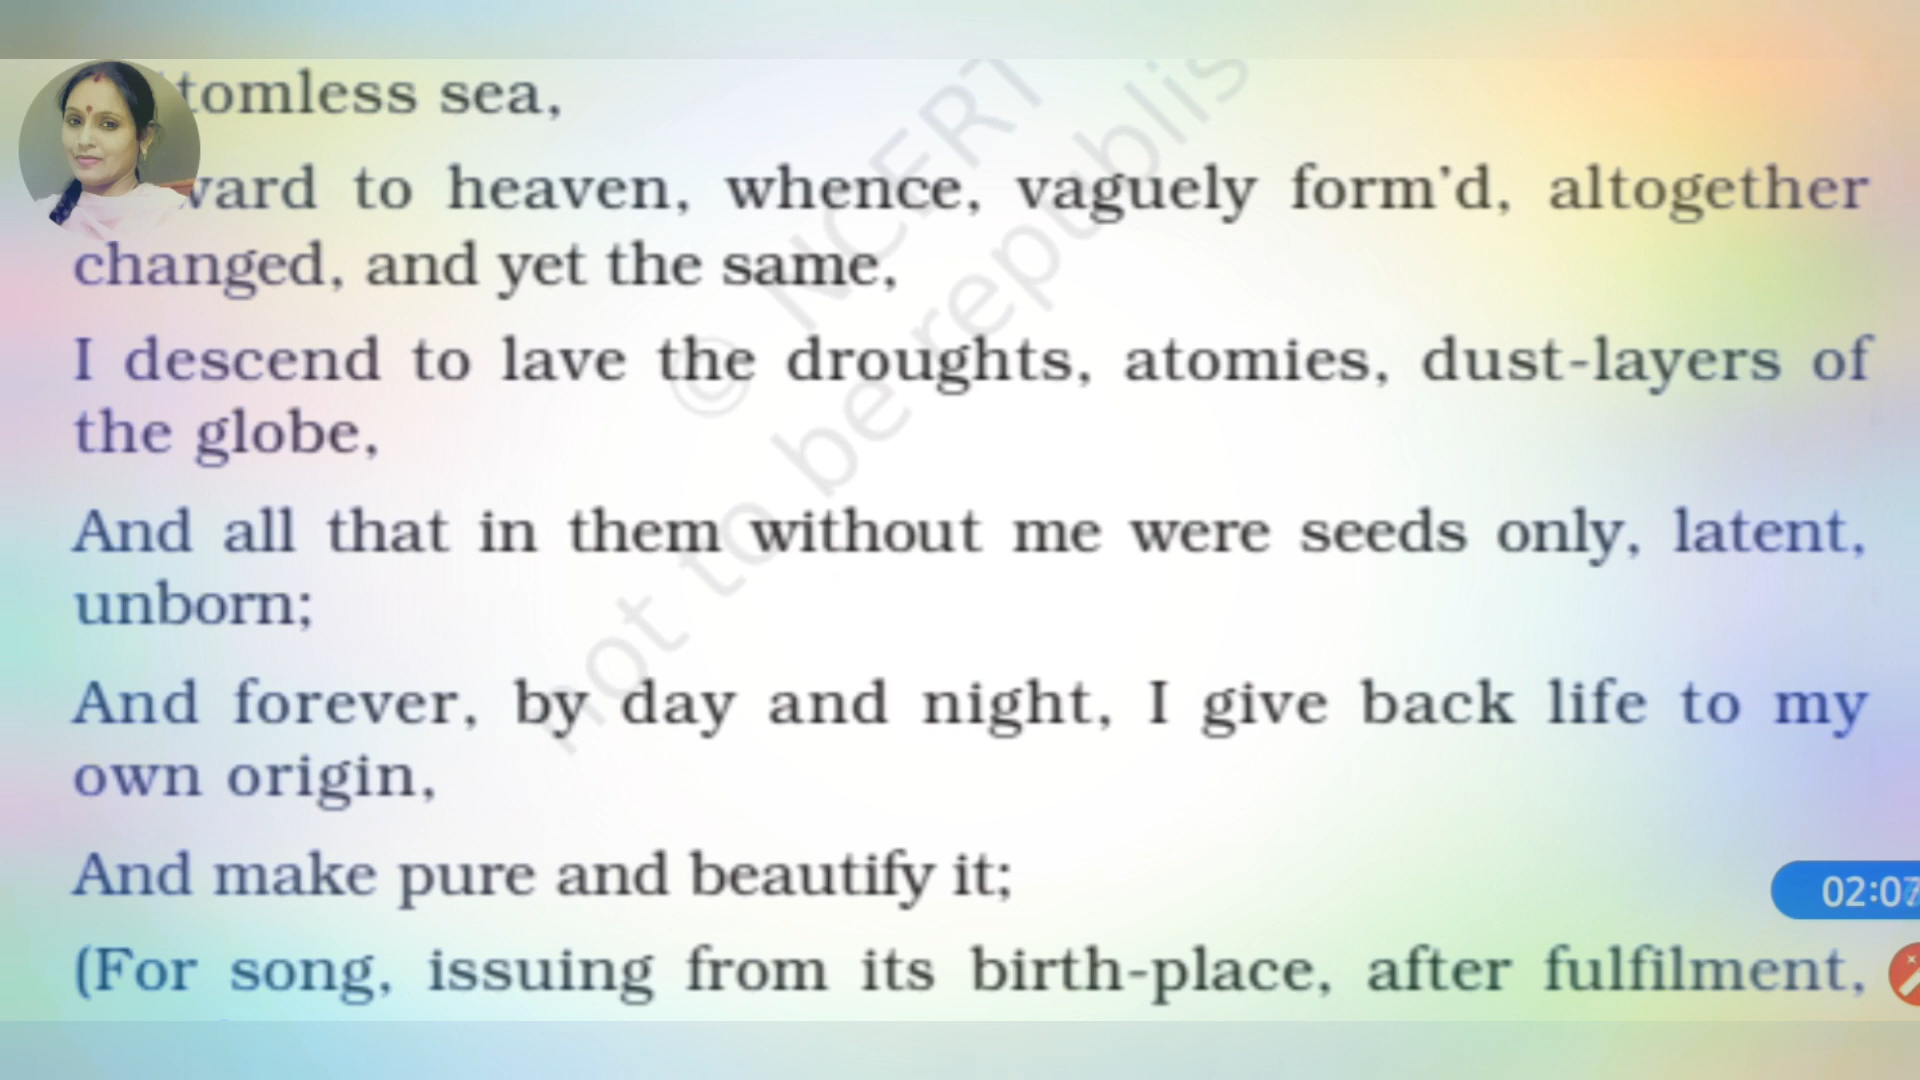 tomless sea,
ward to heaven, whence, vaguely form'd, altogether
changed, and yet the same,
I descend to lave the droughts, atomies, dust-layers of
the globe,
And all that in them without me were seeds only, latent,
unborn;
And forever, by day and night, I give back life to my
own origin,
And make pure and beautify it;
02:07
(For song, issuing from its birth-place, after fulfilment,
© NCERT
not to be republis